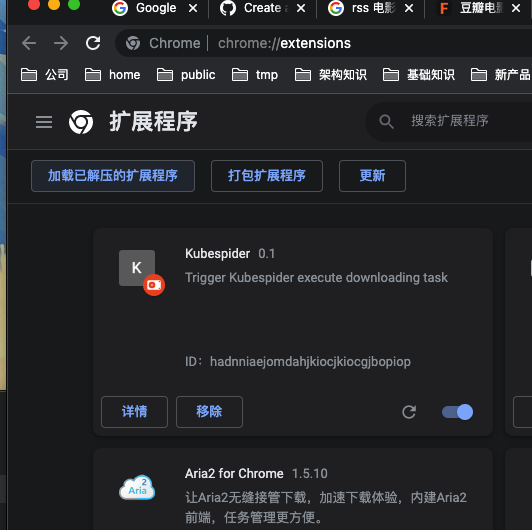 Google
Create a
rss 电影
豆瓣电影
Chrome | chrome://extensions
公司 home public tmp 架构知识 基础知识 新产品
扩展程序
搜索扩展程序
加载已解压的扩展程序 打包扩展程序 更新
K
Kubespider 0.1
Trigger Kubespider execute downloading task
ID：hadnniaejomdahjkiocjkiocgjbopiop
详情 移除
2
Aria
Aria2 for Chrome 1.5.10
让Aria2无缝接管下载，加速下载体验，内建Aria2
前端，任务管理更方便。